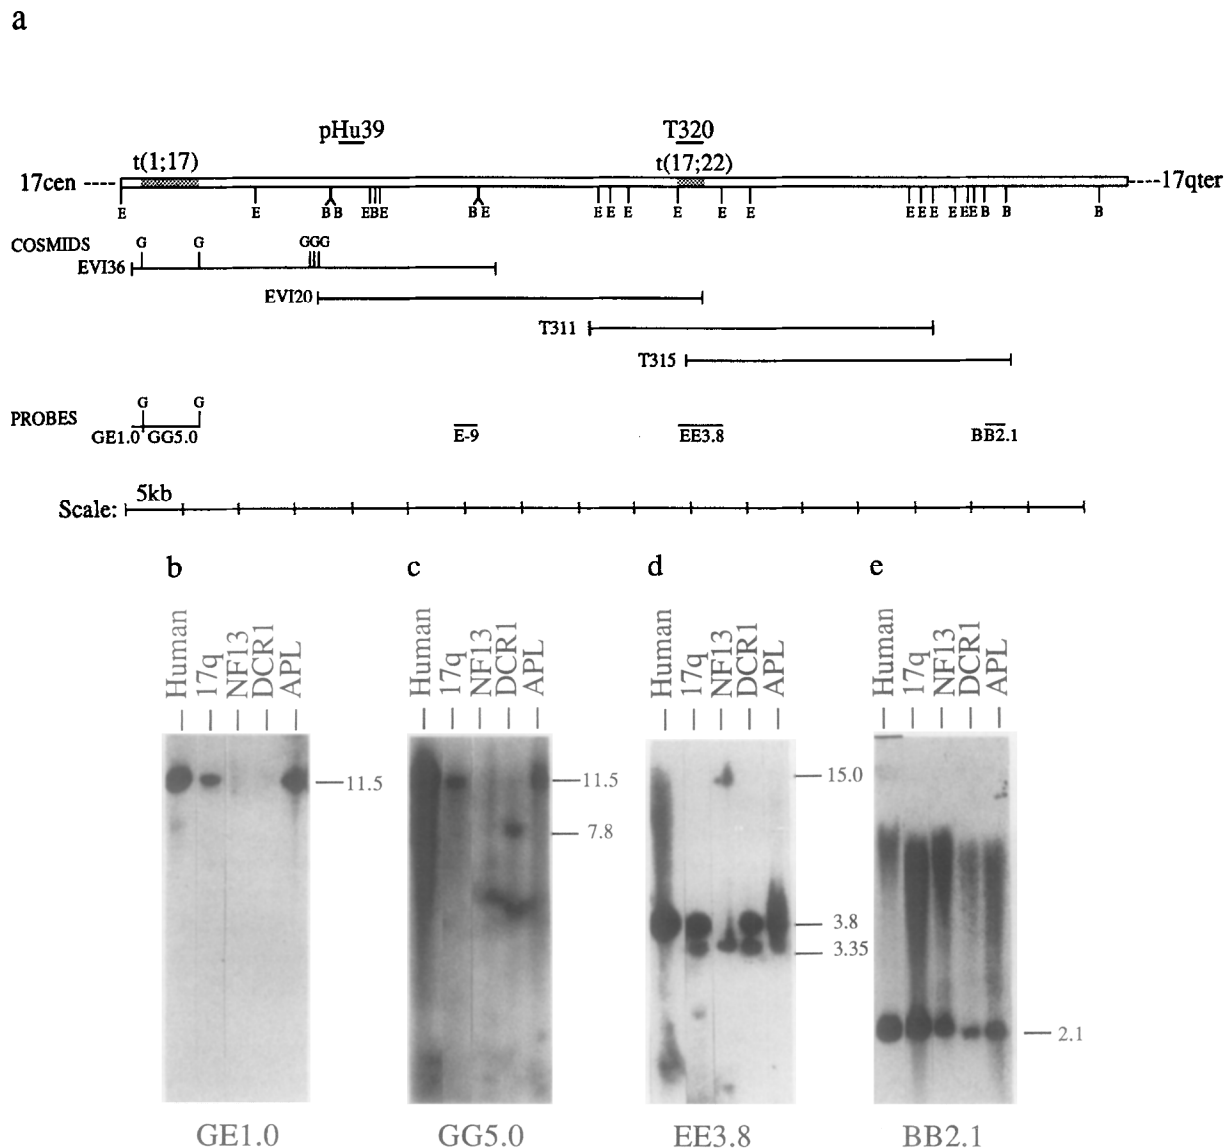 a
pHu39 T320
t(1;17) t(17;22)
17cen 17qter
E E B B E B E B E E E E E E E E E E E E E B B B
COSMIDS G G G G G
EVI36
EVI20
T311
T315
PROBES G G
GE1.0 GG5.0 E-9 EE3.8 BB2.1
5kb
Scale:
b c d e
Human 17q NF13 DCR1 APL
Human 17q NF13 DCR1 APL
Human 17q NF13 DCR1 APL
Human 17q NF13 DCR1 APL
11.5
11.5
7.8
15.0
3.8
3.35
2.1
GE1.0 GG5.0 EE3.8 BB2.1